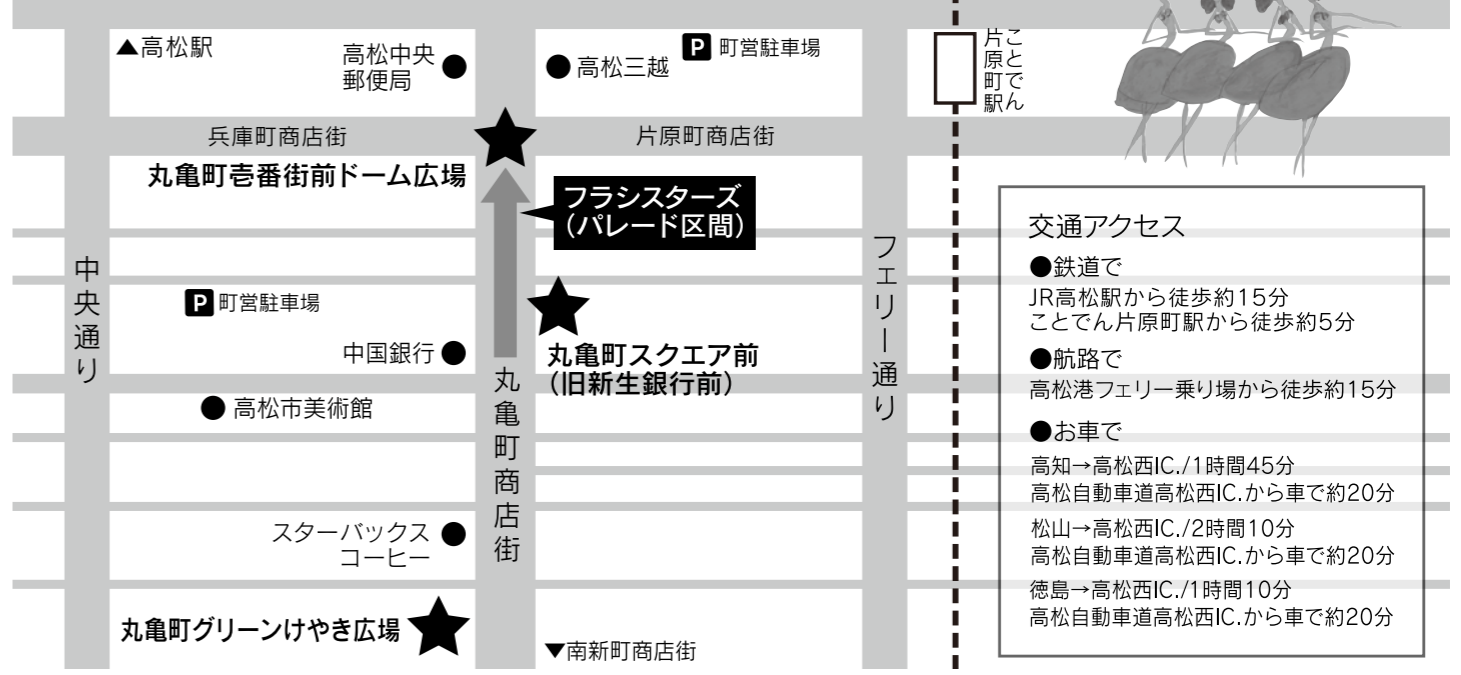 ▲高松駅
高松中央
郵便局
高松三越
P 町営駐車場
ことでん
片原町駅
兵庫町商店街
片原町商店街
丸亀町壱番街前ドーム広場
フラシスターズ
(パレード区間)
中央通り
フェリー通り
P 町営駐車場
中国銀行
丸亀町スクエア前
(旧新生銀行前)
高松市美術館
丸亀町商店街
スターバックス
コーヒー
丸亀町グリーンけやき広場
▼南新町商店街
交通アクセス
●鉄道で
JR高松駅から徒歩約15分
ことでん片原町駅から徒歩約5分
●航路で
高松港フェリー乗り場から徒歩約15分
●お車で
高知→高松西IC./1時間45分
高松自動車道高松西IC.から車で約20分
松山→高松西IC./2時間10分
高松自動車道高松西IC.から車で約20分
徳島→高松西IC./1時間10分
高松自動車道高松西IC.から車で約20分